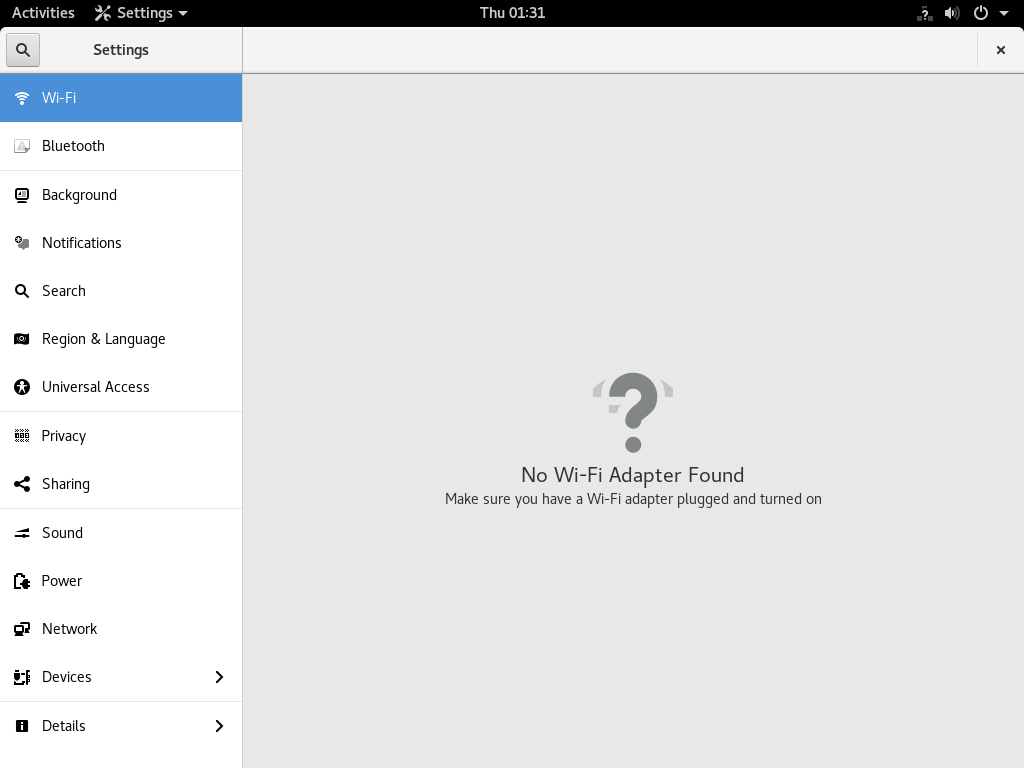 Activities Settings Thu 01:31
Settings
Wi-Fi
Bluetooth
Background
Notifications
Search
Region & Language
Universal Access
Privacy
Sharing
Sound
Power
Network
Devices
Details
No Wi-Fi Adapter Found
Make sure you have a Wi-Fi adapter plugged and turned on